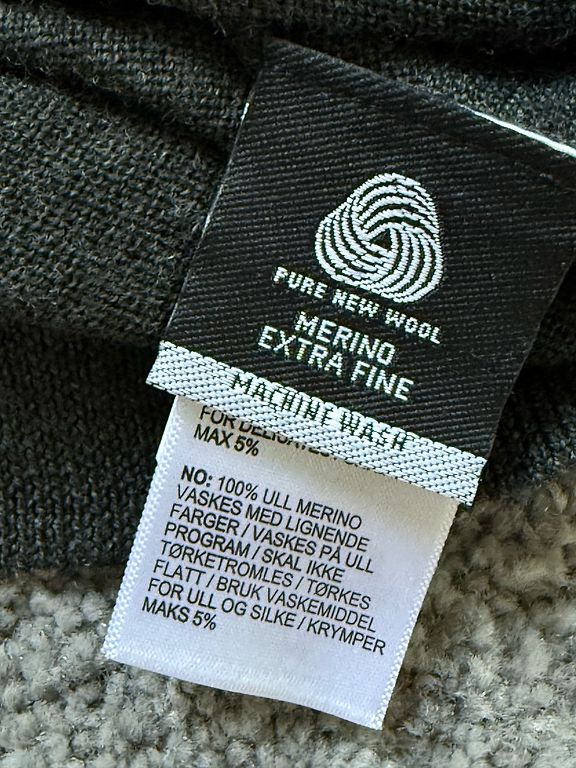 PURE NEW WOOL
MERINO
EXTRA FINE
MACHINE WASH
FOR
MAX 5%
NO: 100% ULL MERINO
VASKES MED LIGNENDE
FARGER / VASKES PÅ ULL
PROGRAM / SKAL IKKE
TØRKETROMLES / TØRKES
FLATT / BRUK VASKEMIDDEL
FOR ULL OG SILKE / KRYMPER
MAKS 5%